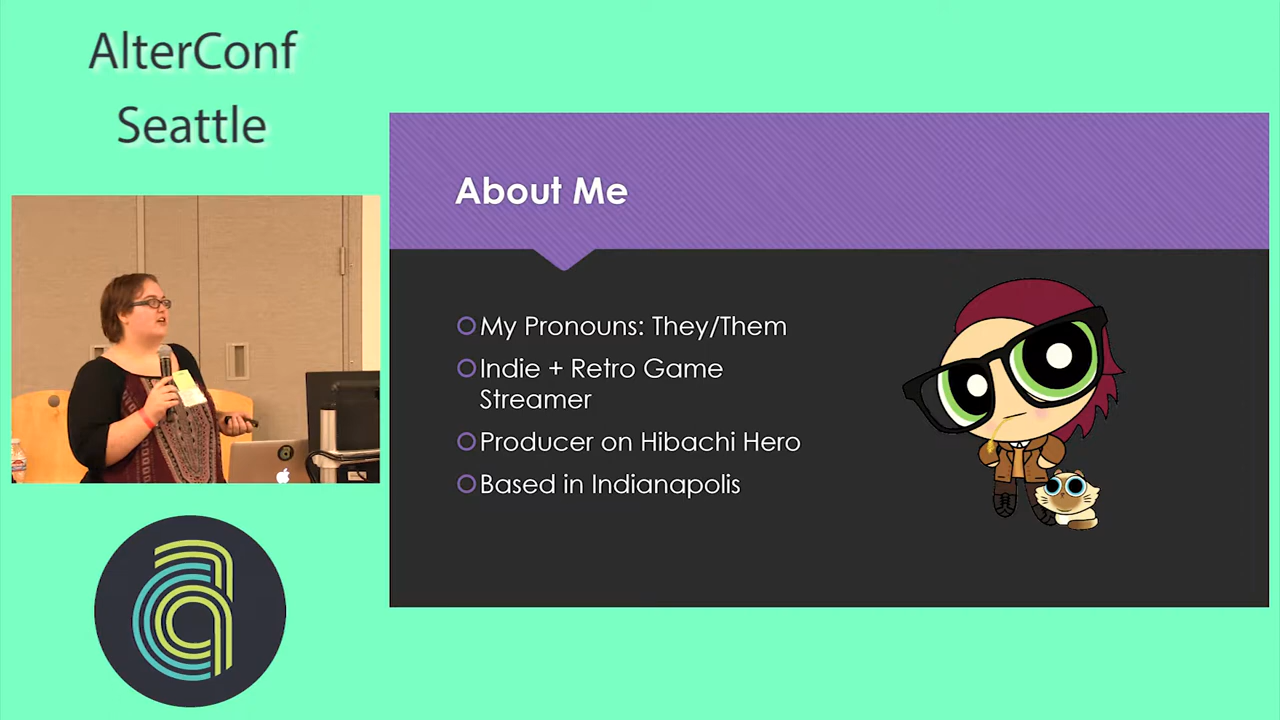 AlterConf
Seattle
About Me
My Pronouns: They/Them
Indie + Retro Game
Streamer
Producer on Hibachi Hero
Based in Indianapolis